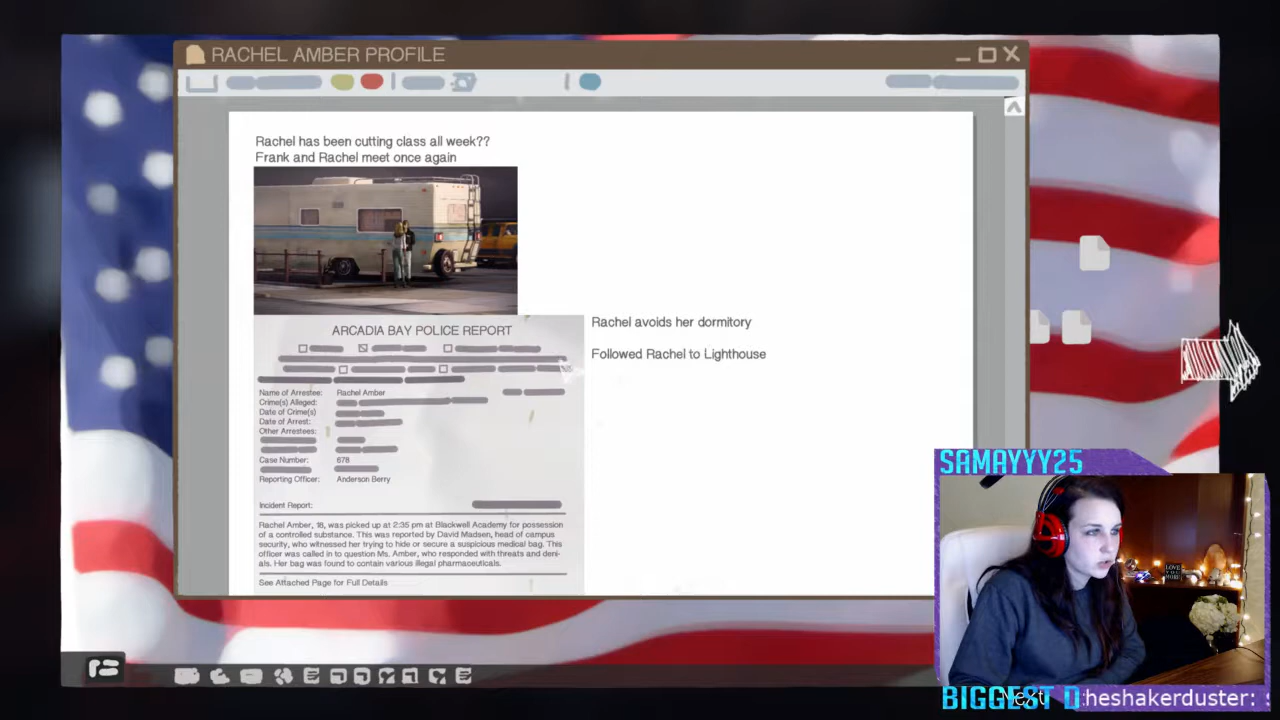 RACHEL AMBER PROFILE
Rachel has been cutting class all week??
Frank and Rachel meet once again
ARCADIA BAY POLICE REPORT
Rachel avoids her dormitory
Followed Rachel to Lighthouse
Name of Arrestee: Rachel Amber
Crime(s) Alleged:
Date of Crime(s)
Date of Arrest:
Other Arrestees:
Case Number: 678
Reporting Officer: Anderson Berry
Incident Report:
Rachel Amber, 18, was picked up at 2:35 pm at Blackwell Academy for possession
of a controlled substance. This was reported by David Madsen, head of campus
security, who witnessed her trying to hide or secure a suspicious medical bag. This
officer was called in to question Ms. Amber, who responded with threats and deni-
als. Her bag was found to contain various illegal pharmaceuticals.
See Attached Page for Full Details
SAMAYYY25
LOVE
BIGGEST D
Next
theshakerduster: